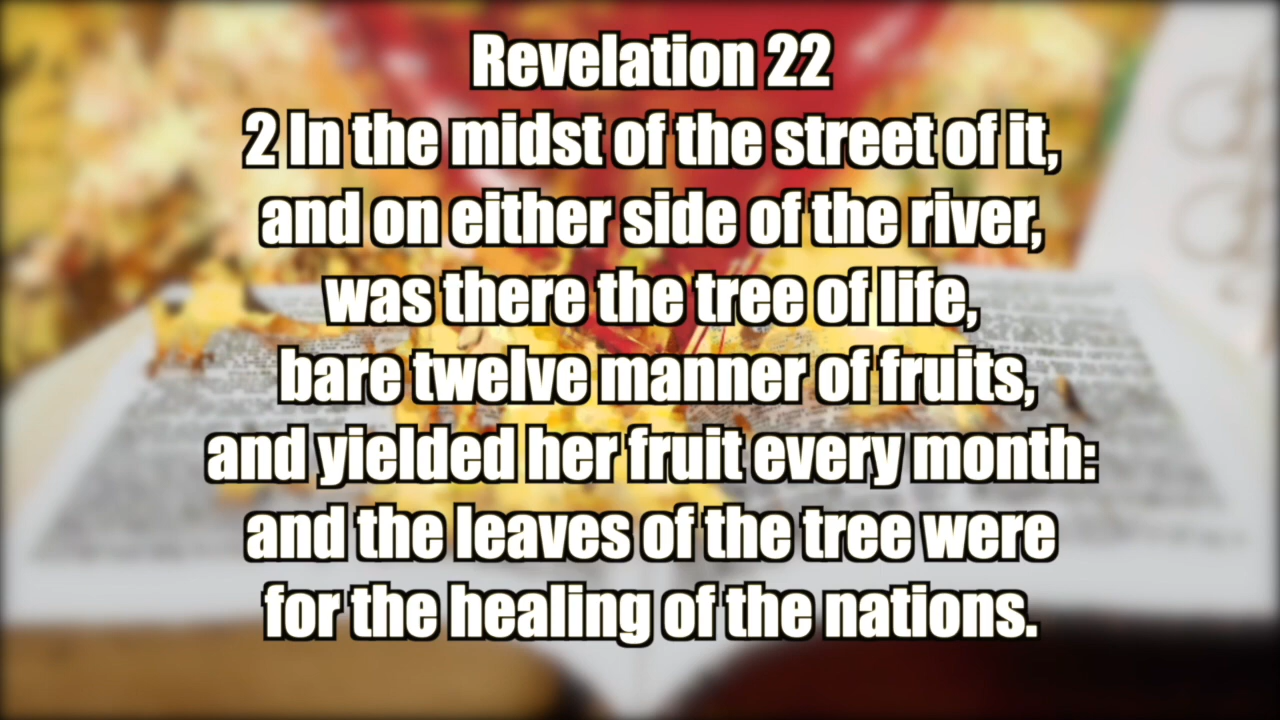 Revelation 22
2 In the midst of the street of it,
and on either side of the river,
was there the tree of life,
bare twelve manner of fruits,
and yielded her fruit every month:
and the leaves of the tree were
for the healing of the nations.